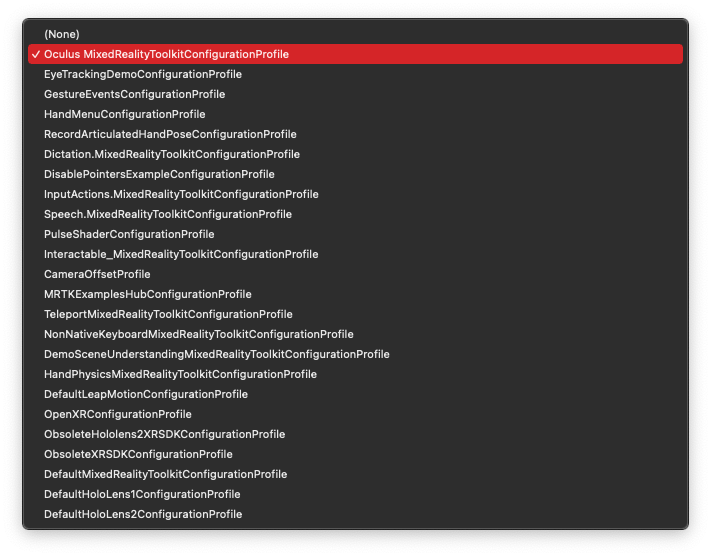 (None)
✓ Oculus MixedRealityToolkitConfigurationProfile
EyeTrackingDemoConfigurationProfile
GestureEventsConfigurationProfile
HandMenuConfigurationProfile
RecordArticulatedHandPoseConfigurationProfile
Dictation.MixedRealityToolkitConfigurationProfile
DisablePointersExampleConfigurationProfile
InputActions.MixedRealityToolkitConfigurationProfile
Speech.MixedRealityToolkitConfigurationProfile
PulseShaderConfigurationProfile
Interactable_MixedRealityToolkitConfigurationProfile
CameraOffsetProfile
MRTKExamplesHubConfigurationProfile
TeleportMixedRealityToolkitConfigurationProfile
NonNativeKeyboardMixedRealityToolkitConfigurationProfile
DemoSceneUnderstandingMixedRealityToolkitConfigurationProfile
HandPhysicsMixedRealityToolkitConfigurationProfile
DefaultLeapMotionConfigurationProfile
OpenXRConfigurationProfile
ObsoleteHololens2XRSDKConfigurationProfile
ObsoleteXRSDKConfigurationProfile
DefaultMixedRealityToolkitConfigurationProfile
DefaultHoloLens1ConfigurationProfile
DefaultHoloLens2ConfigurationProfile